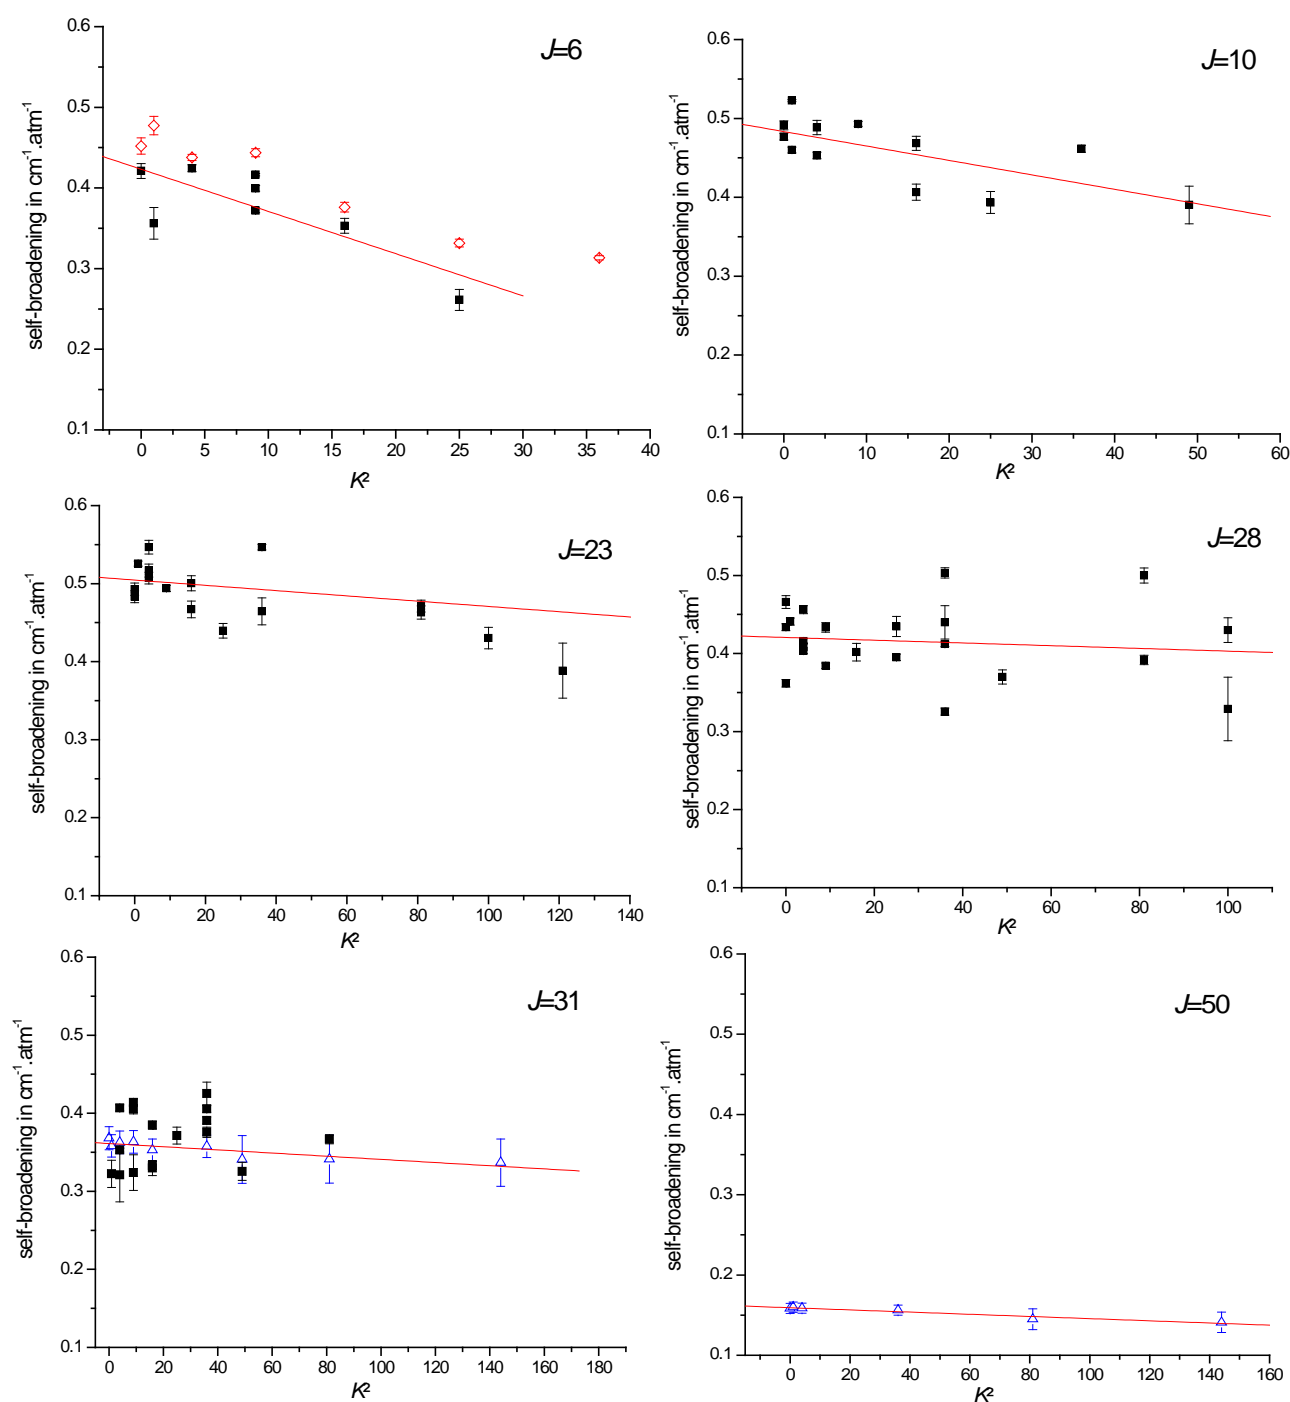 J=6
self-broadening in cm⁻¹.atm⁻¹
0.6
0.5
0.4
0.3
0.2
0.1
0 5 10 15 20 25 30 35 40
K²
J=10
self-broadening in cm⁻¹.atm⁻¹
0.6
0.5
0.4
0.3
0.2
0.1
0 10 20 30 40 50 60
K²
J=23
self-broadening in cm⁻¹.atm⁻¹
0.6
0.5
0.4
0.3
0.2
0.1
0 20 40 60 80 100 120 140
K²
J=28
self-broadening in cm⁻¹.atm⁻¹
0.6
0.5
0.4
0.3
0.2
0.1
0 20 40 60 80 100
K²
J=31
self-broadening in cm⁻¹.atm⁻¹
0.6
0.5
0.4
0.3
0.2
0.1
0 20 40 60 80 100 120 140 160 180
K²
J=50
self-broadening in cm⁻¹.atm⁻¹
0.6
0.5
0.4
0.3
0.2
0.1
0 20 40 60 80 100 120 140 160
K²